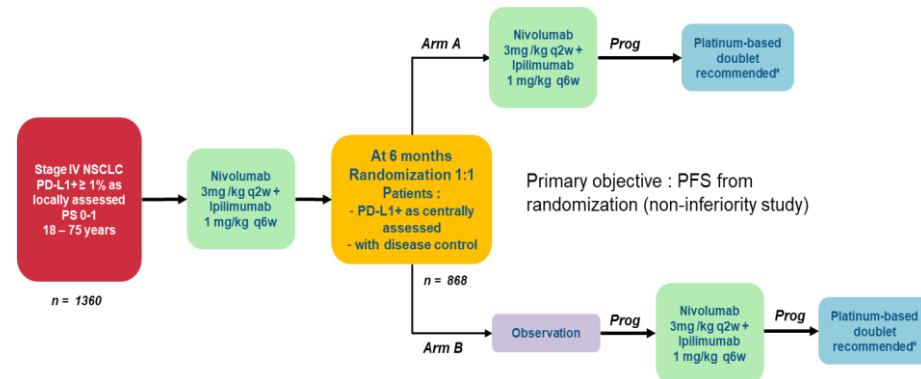 Stage IV NSCLC
PD-L1+ ≥ 1% as
locally assessed
PS 0-1
18 – 75 years
n = 1360
Nivolumab
3mg /kg q2w +
Ipilimumab
1 mg/kg q6w
At 6 months
Randomization 1:1
Patients :
- PD-L1+ as centrally
assessed
- with disease control
n = 868
Arm A
Nivolumab
3mg /kg q2w +
Ipilimumab
1 mg/kg q6w
Prog
Platinum-based
doublet
recommended*
Primary objective : PFS from
randomization (non-inferiority study)
Arm B
Observation
Prog
Nivolumab
3mg /kg q2w +
Ipilimumab
1 mg/kg q6w
Prog
Platinum-based
doublet
recommended*